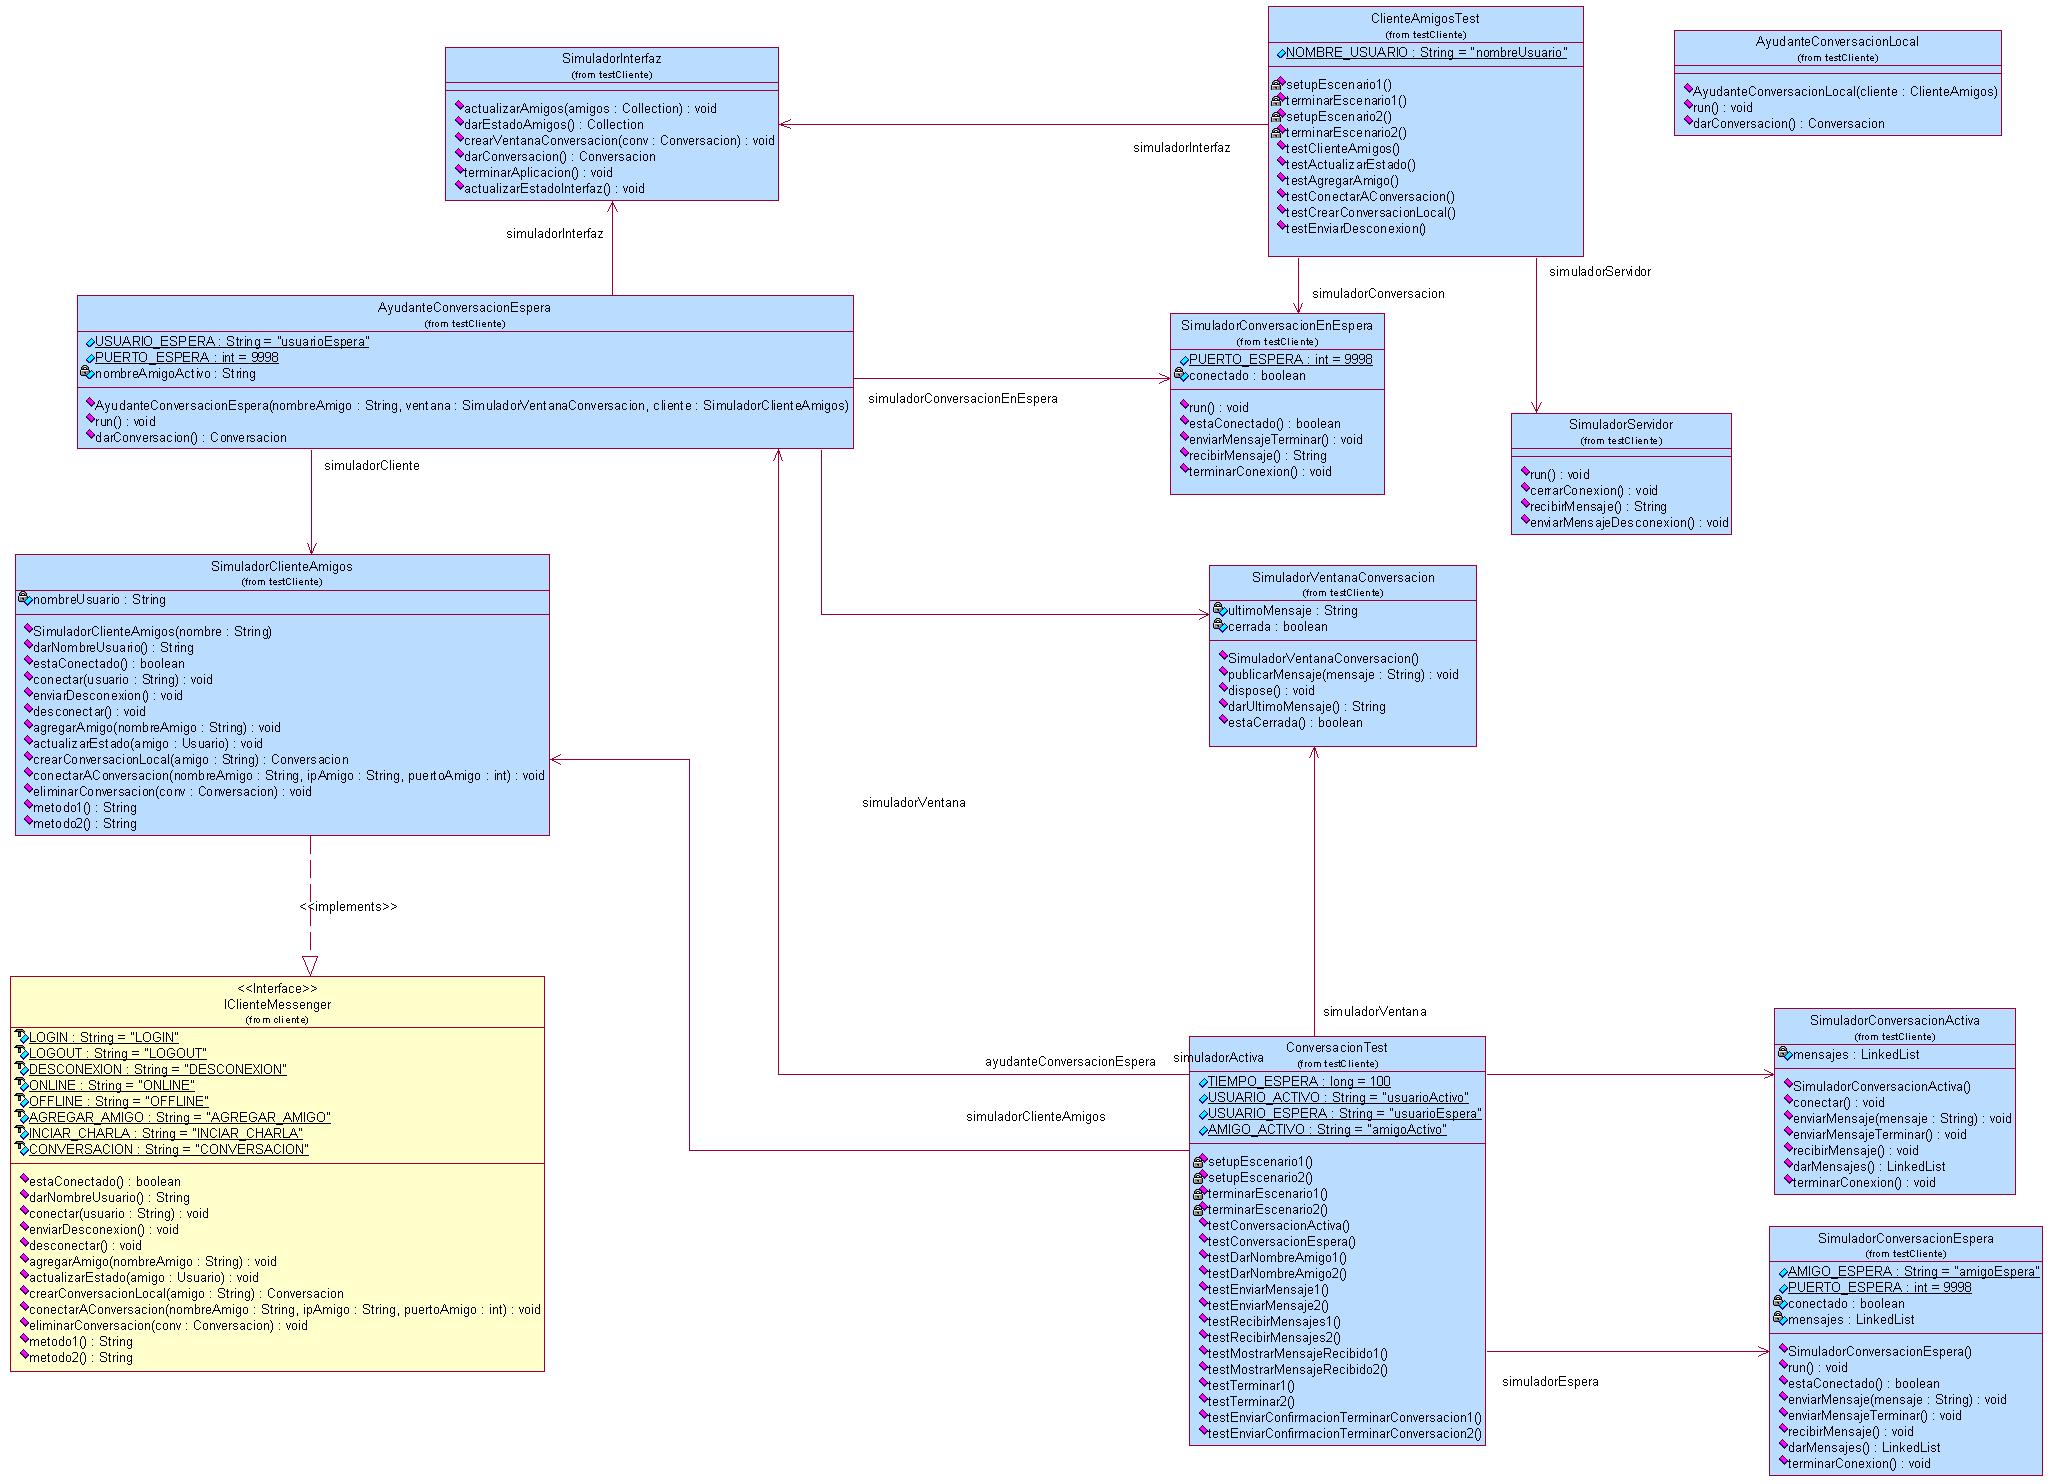 SimuladorInterfaz
(from testCliente)
actualizarAmigos(amigos : Collection) : void
darEstadoAmigos() : Collection
crearVentanaConversacion(conv : Conversacion) : void
darConversacion() : Conversacion
terminarAplicacion() : void
actualizarEstadoInterfaz() : void
ClienteAmigosTest
(from testCliente)
NOMBRE_USUARIO : String = "nombreUsuario"
setupEscenario1()
terminarEscenario1()
setupEscenario2()
terminarEscenario2()
testClienteAmigos()
testActualizarEstado()
testAgregarAmigo()
testConectarAConversacion()
testCrearConversacionLocal()
testEnviarDesconexion()
AyudanteConversacionLocal
(from testCliente)
AyudanteConversacionLocal(cliente : ClienteAmigos)
run() : void
darConversacion() : Conversacion
simuladorInterfaz
simuladorInterfaz
simuladorConversacion
simuladorServidor
AyudanteConversacionEspera
(from testCliente)
USUARIO_ESPERA : String = "usuarioEspera"
PUERTO_ESPERA : int = 9998
nombreAmigoActivo : String
AyudanteConversacionEspera(nombreAmigo : String, ventana : SimuladorVentanaConversacion, cliente : SimuladorClienteAmigos)
run() : void
darConversacion() : Conversacion
simuladorConversacionEnEspera
SimuladorConversacionEnEspera
(from testCliente)
PUERTO_ESPERA : int = 9998
conectado : boolean
run() : void
estaConectado() : boolean
enviarMensajeTerminar() : void
recibirMensaje() : String
terminarConexion() : void
SimuladorServidor
(from testCliente)
run() : void
cerrarConexion() : void
recibirMensaje() : String
enviarMensajeDesconexion() : void
simuladorCliente
SimuladorClienteAmigos
(from testCliente)
nombreUsuario : String
SimuladorClienteAmigos(nombre : String)
darNombreUsuario() : String
estaConectado() : boolean
conectar(usuario : String) : void
enviarDesconexion() : void
desconectar() : void
agregarAmigo(nombreAmigo : String) : void
actualizarEstado(amigo : Usuario) : void
crearConversacionLocal(amigo : String) : Conversacion
conectarAConversacion(nombreAmigo : String, ipAmigo : String, puertoAmigo : int) : void
eliminarConversacion(conv : Conversacion) : void
metodo1() : String
metodo2() : String
SimuladorVentanaConversacion
(from testCliente)
ultimoMensaje : String
cerrada : boolean
SimuladorVentanaConversacion()
publicarMensaje(mensaje : String) : void
dispose() : void
darUltimoMensaje() : String
estaCerrada() : boolean
simuladorVentana
<<implements>>
<<Interface>>
IClienteMessenger
(from cliente)
LOGIN : String = "LOGIN"
LOGOUT : String = "LOGOUT"
DESCONEXION : String = "DESCONEXION"
ONLINE : String = "ONLINE"
OFFLINE : String = "OFFLINE"
AGREGAR_AMIGO : String = "AGREGAR_AMIGO"
INCIAR_CHARLA : String = "INCIAR_CHARLA"
CONVERSACION : String = "CONVERSACION"
estaConectado() : boolean
darNombreUsuario() : String
conectar(usuario : String) : void
enviarDesconexion() : void
desconectar() : void
agregarAmigo(nombreAmigo : String) : void
actualizarEstado(amigo : Usuario) : void
crearConversacionLocal(amigo : String) : Conversacion
conectarAConversacion(nombreAmigo : String, ipAmigo : String, puertoAmigo : int) : void
eliminarConversacion(conv : Conversacion) : void
metodo1() : String
metodo2() : String
simuladorVentana
ayudanteConversacionEspera
simuladorActiva
simuladorClienteAmigos
ConversacionTest
(from testCliente)
TIEMPO_ESPERA : long = 100
USUARIO_ACTIVO : String = "usuarioActivo"
USUARIO_ESPERA : String = "usuarioEspera"
AMIGO_ACTIVO : String = "amigoActivo"
setupEscenario1()
setupEscenario2()
terminarEscenario1()
terminarEscenario2()
testConversacionActiva()
testConversacionEspera()
testDarNombreAmigo1()
testDarNombreAmigo2()
testEnviarMensaje1()
testEnviarMensaje2()
testRecibirMensajes1()
testRecibirMensajes2()
testMostrarMensajeRecibido1()
testMostrarMensajeRecibido2()
testTerminar1()
testTerminar2()
testEnviarConfirmacionTerminarConversacion1()
testEnviarConfirmacionTerminarConversacion2()
SimuladorConversacionActiva
(from testCliente)
mensajes : LinkedList
SimuladorConversacionActiva()
conectar() : void
enviarMensaje(mensaje : String) : void
enviarMensajeTerminar() : void
recibirMensaje() : void
darMensajes() : LinkedList
terminarConexion() : void
simuladorEspera
SimuladorConversacionEspera
(from testCliente)
AMIGO_ESPERA : String = "amigoEspera"
PUERTO_ESPERA : int = 9998
conectado : boolean
mensajes : LinkedList
SimuladorConversacionEspera()
run() : void
estaConectado() : boolean
enviarMensaje(mensaje : String) : void
enviarMensajeTerminar() : void
recibirMensaje() : void
darMensajes() : LinkedList
terminarConexion() : void